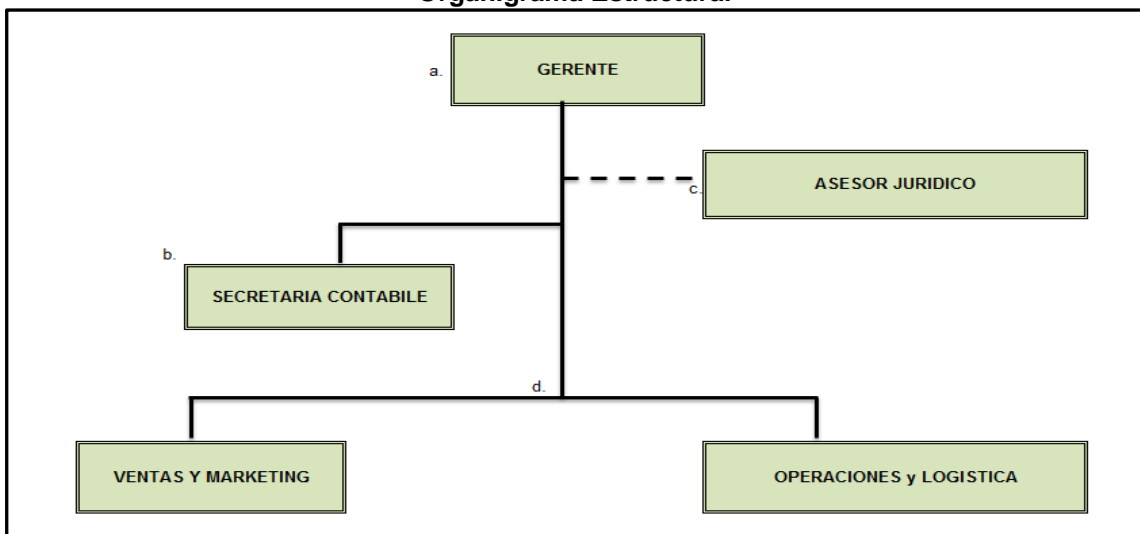 Organigrama Estructural
a.
GERENTE
c.
ASESOR JURIDICO
b.
SECRETARIA CONTABILE
d.
VENTAS Y MARKETING
OPERACIONES y LOGISTICA